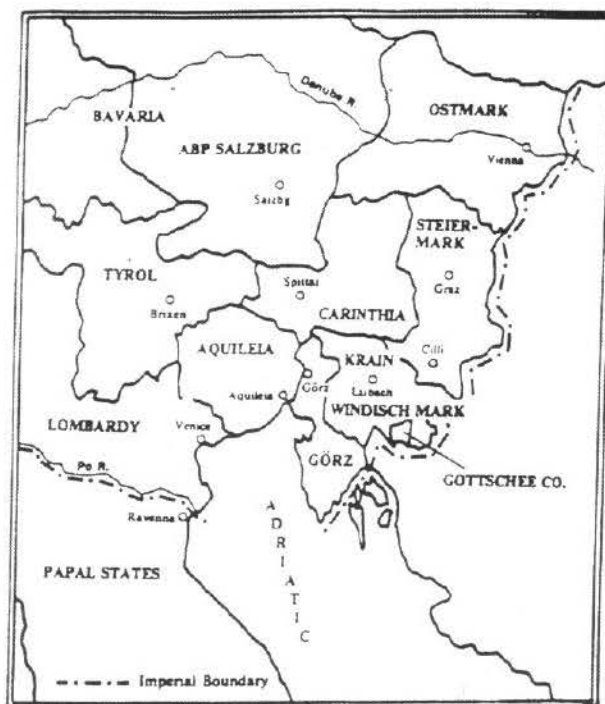 Danube R.
OSTMARK
BAVARIA
ABP SALZBURG
Vienna
Salzbg
STEIER-
MARK
TYROL
Spittal
Graz
Brixen
CARINTHIA
AQUILEIA
KRAIN
Cilli
Görz
Laibach
Aquileia
WINDISCH MARK
LOMBARDY
Venice
GÖRZ
Po R.
GOTTSCHEE CO.
Ravenna
ADRIATIC
PAPAL STATES
Imperial Boundary